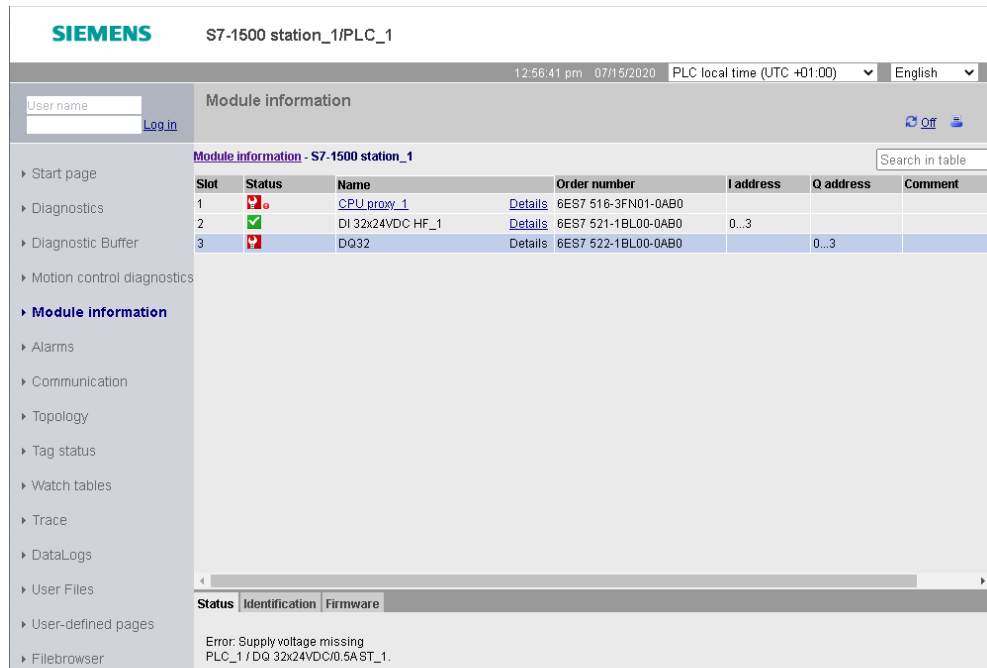 SIEMENS S7-1500 station_1/PLC_1
12:56:41 pm 07/15/2020 PLC local time (UTC +01:00) English
Module information
User name
Log in
Off
Module information - S7-1500 station_1
Search in table
Slot Status Name Order number I address Q address Comment
1 CPU proxy_1 Details 6ES7 516-3FN01-0AB0
2 DI 32x24VDC HF_1 Details 6ES7 521-1BL00-0AB0 0...3
3 DQ32 Details 6ES7 522-1BL00-0AB0 0...3
Start page
Diagnostics
Diagnostic Buffer
Motion control diagnostics
Module information
Alarms
Communication
Topology
Tag status
Watch tables
Trace
DataLogs
User Files
User-defined pages
Filebrowser
Status Identification Firmware
Error: Supply voltage missing
PLC_1 / DQ 32x24VDC/0.5A ST_1.